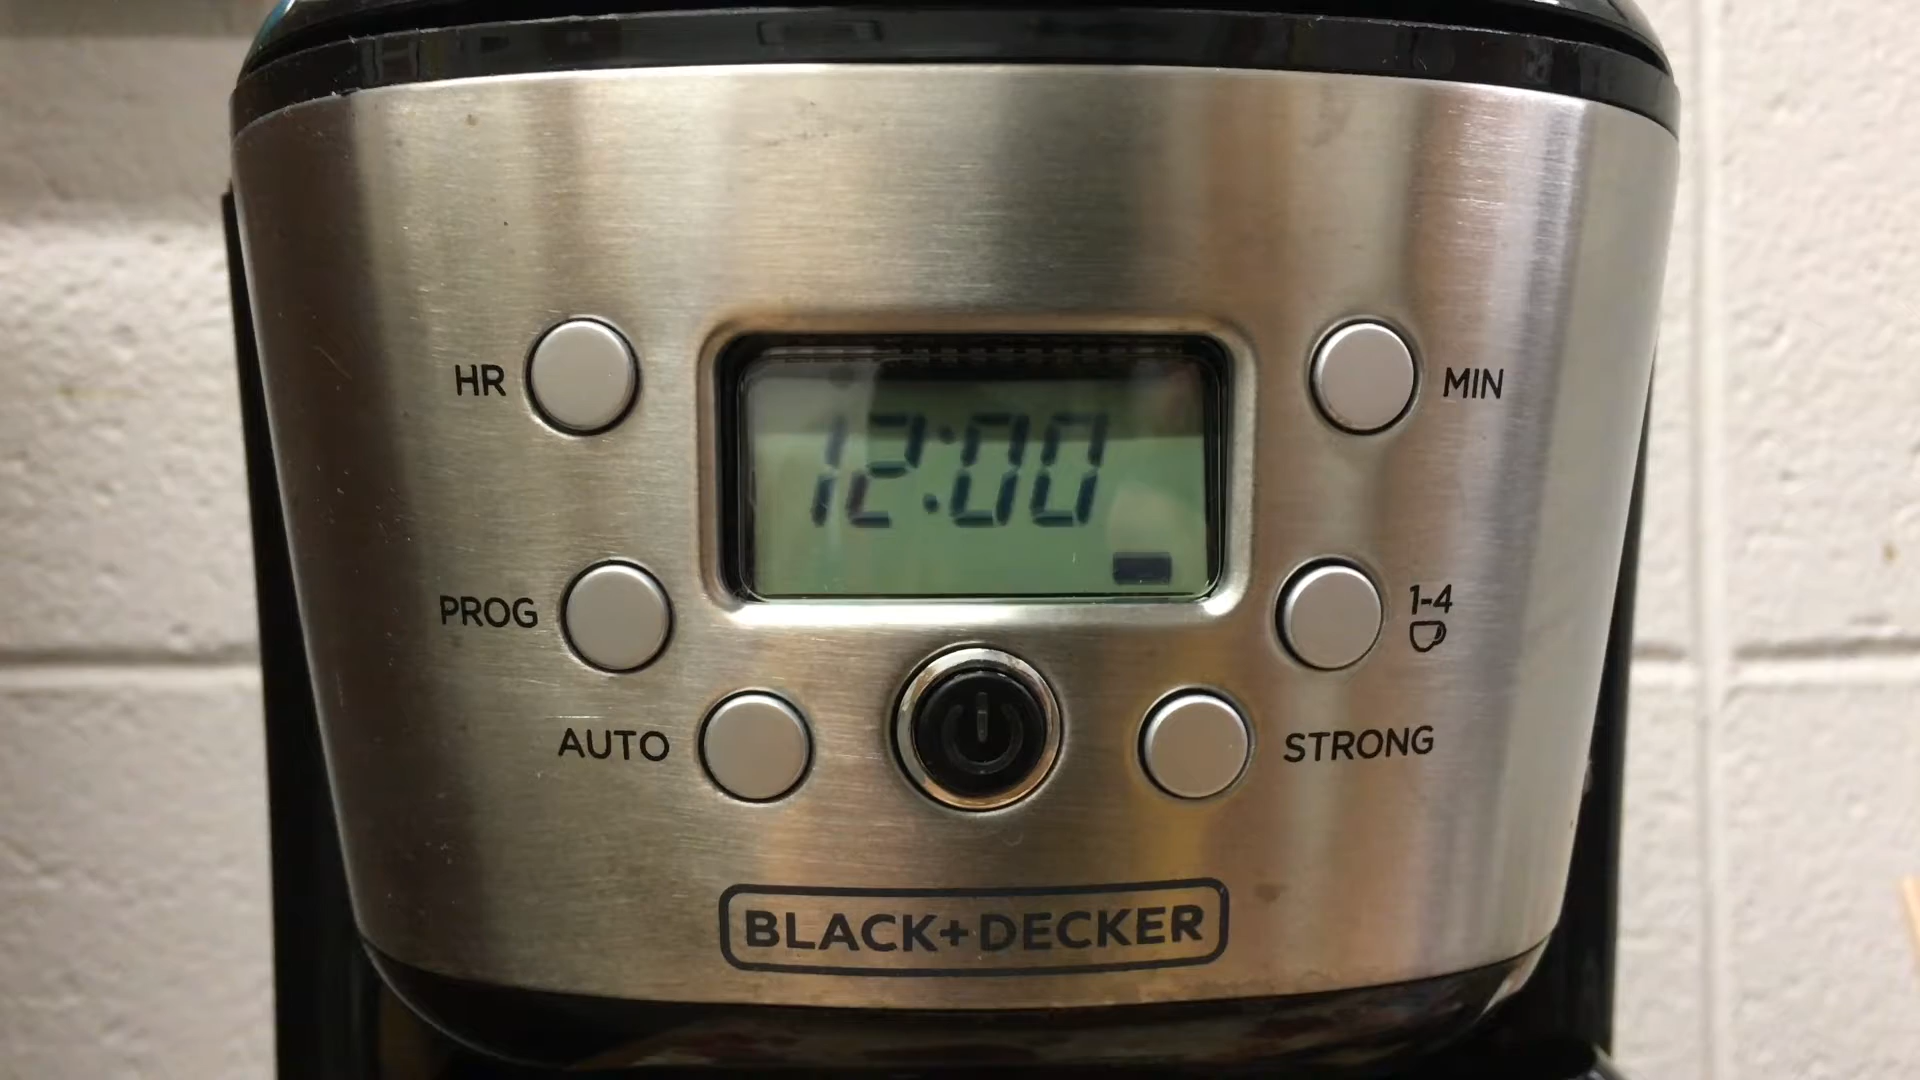 HR
12:00
MIN
PROG
1-4
AUTO
STRONG
BLACK+DECKER